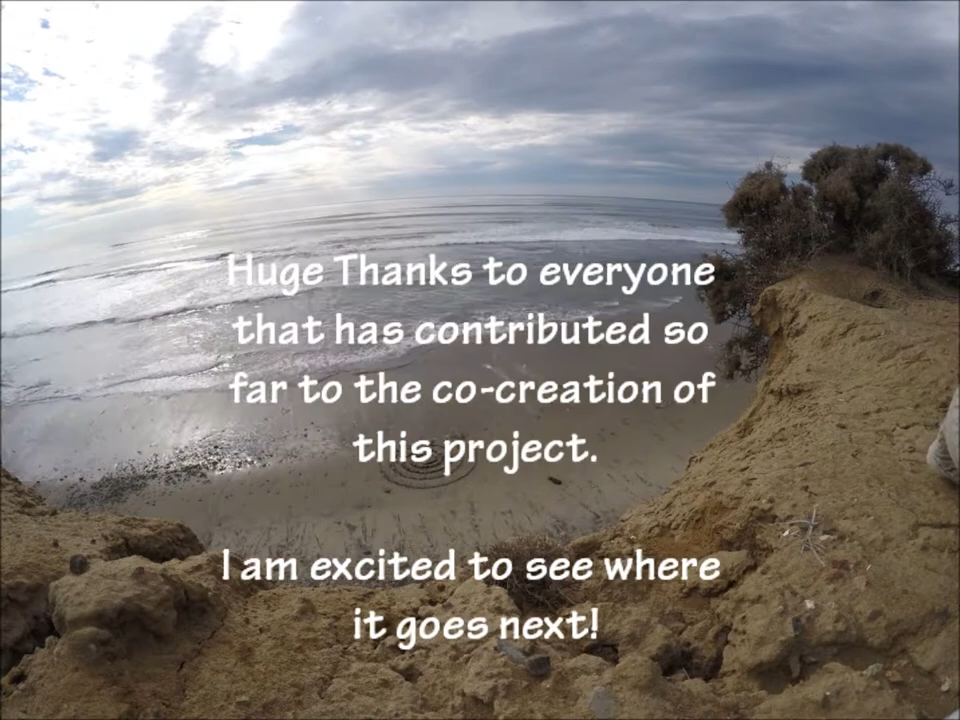 Huge Thanks to everyone
that has contributed so
far to the co-creation of
this project.
I am excited to see where
it goes next!